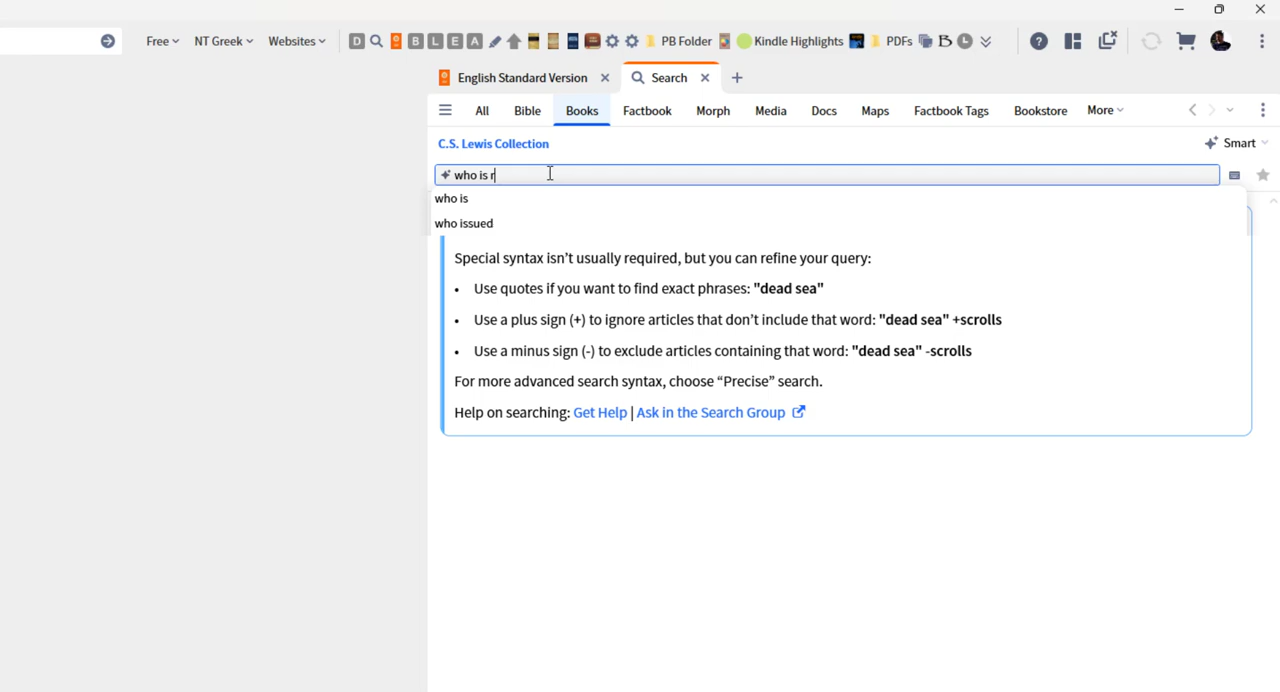 Free NT Greek Websites D B L E A PB Folder Kindle Highlights PDFs B
English Standard Version Search
All Bible Books Factbook Morph Media Docs Maps Factbook Tags Bookstore More
C.S. Lewis Collection Smart
who is r
who is
who issued
Special syntax isn't usually required, but you can refine your query:
• Use quotes if you want to find exact phrases: "dead sea"
• Use a plus sign (+) to ignore articles that don't include that word: "dead sea" +scrolls
• Use a minus sign (-) to exclude articles containing that word: "dead sea" -scrolls
For more advanced search syntax, choose “Precise” search.
Help on searching: Get Help | Ask in the Search Group